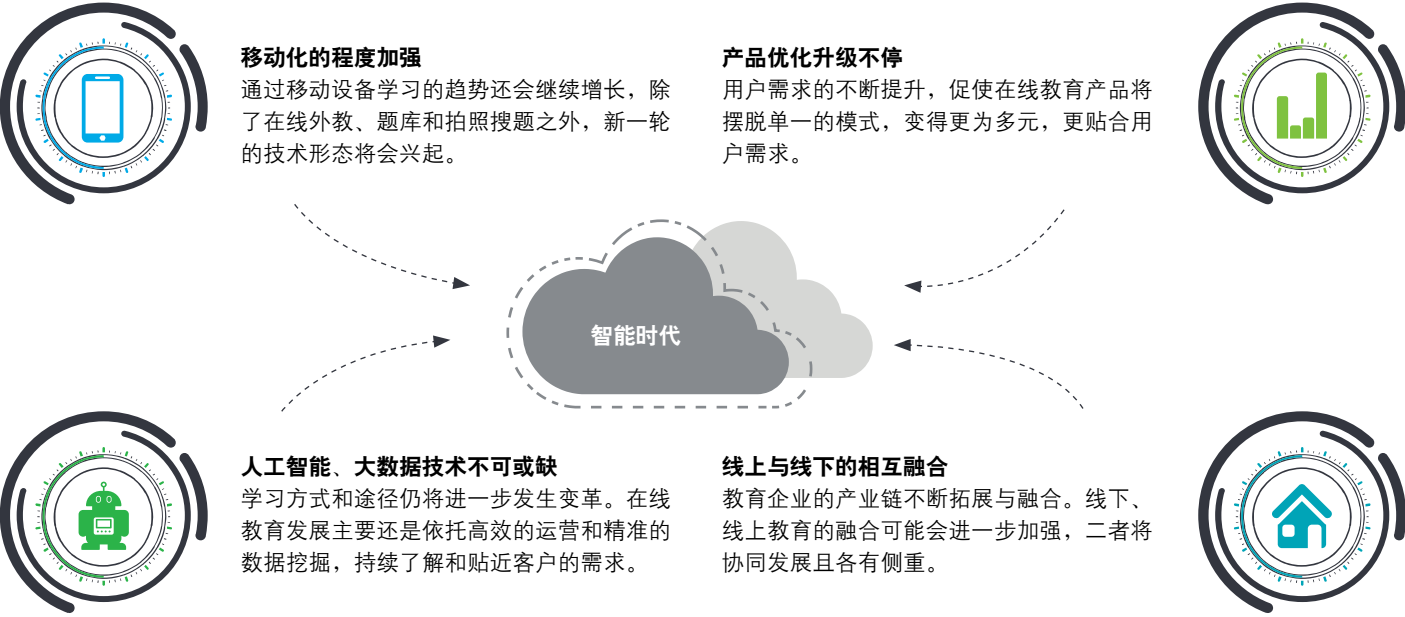 移动化的程度加强
通过移动设备学习的趋势还会继续增长，除
了在线外教、题库和拍照搜题之外，新一轮
的技术形态将会兴起。
产品优化升级不停
用户需求的不断提升，促使在线教育产品将
摆脱单一的模式，变得更为多元，更贴合用
户需求。
智能时代
人工智能、大数据技术不可或缺
学习方式和途径仍将进一步发生变革。在线
教育发展主要还是依托高效的运营和精准的
数据挖掘，持续了解和贴近客户的需求。
线上与线下的相互融合
教育企业的产业链不断拓展与融合。线下、
线上教育的融合可能会进一步加强，二者将
协同发展且各有侧重。